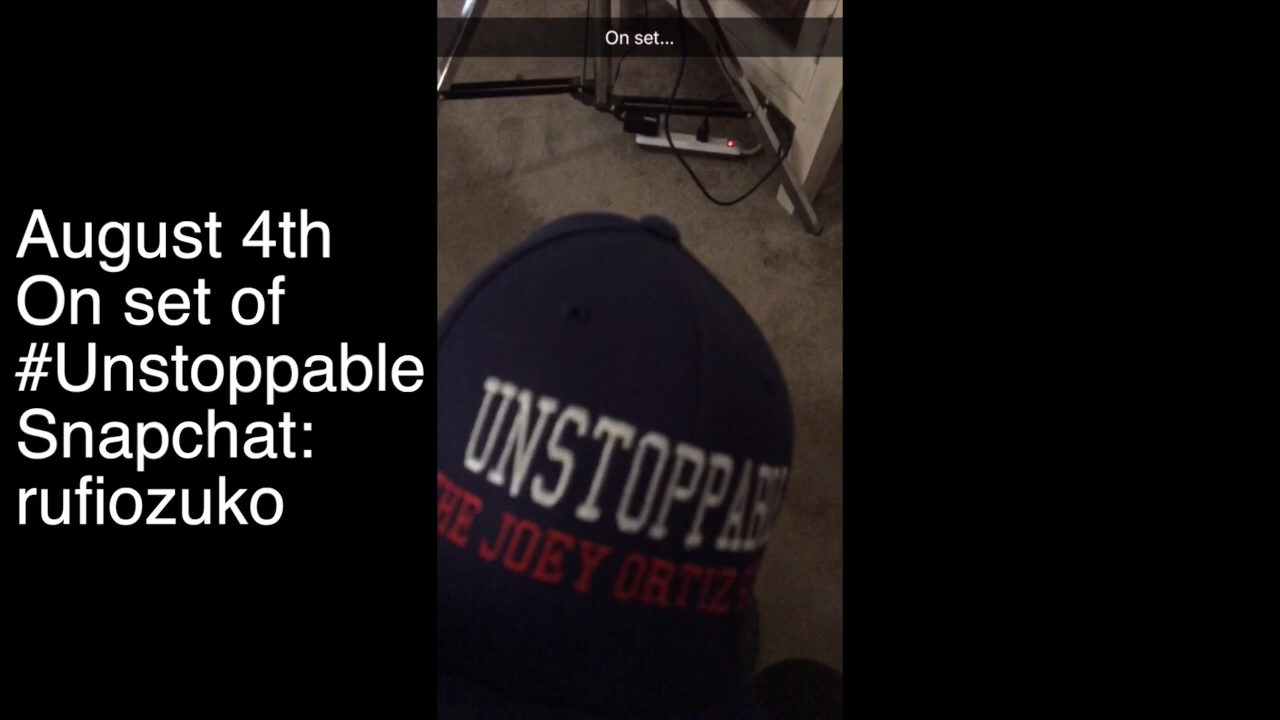 On set...
August 4th
On set of
#Unstoppable
Snapchat:
rufiozuko
UNSTOPPAB
HE JOEY ORTIZ S